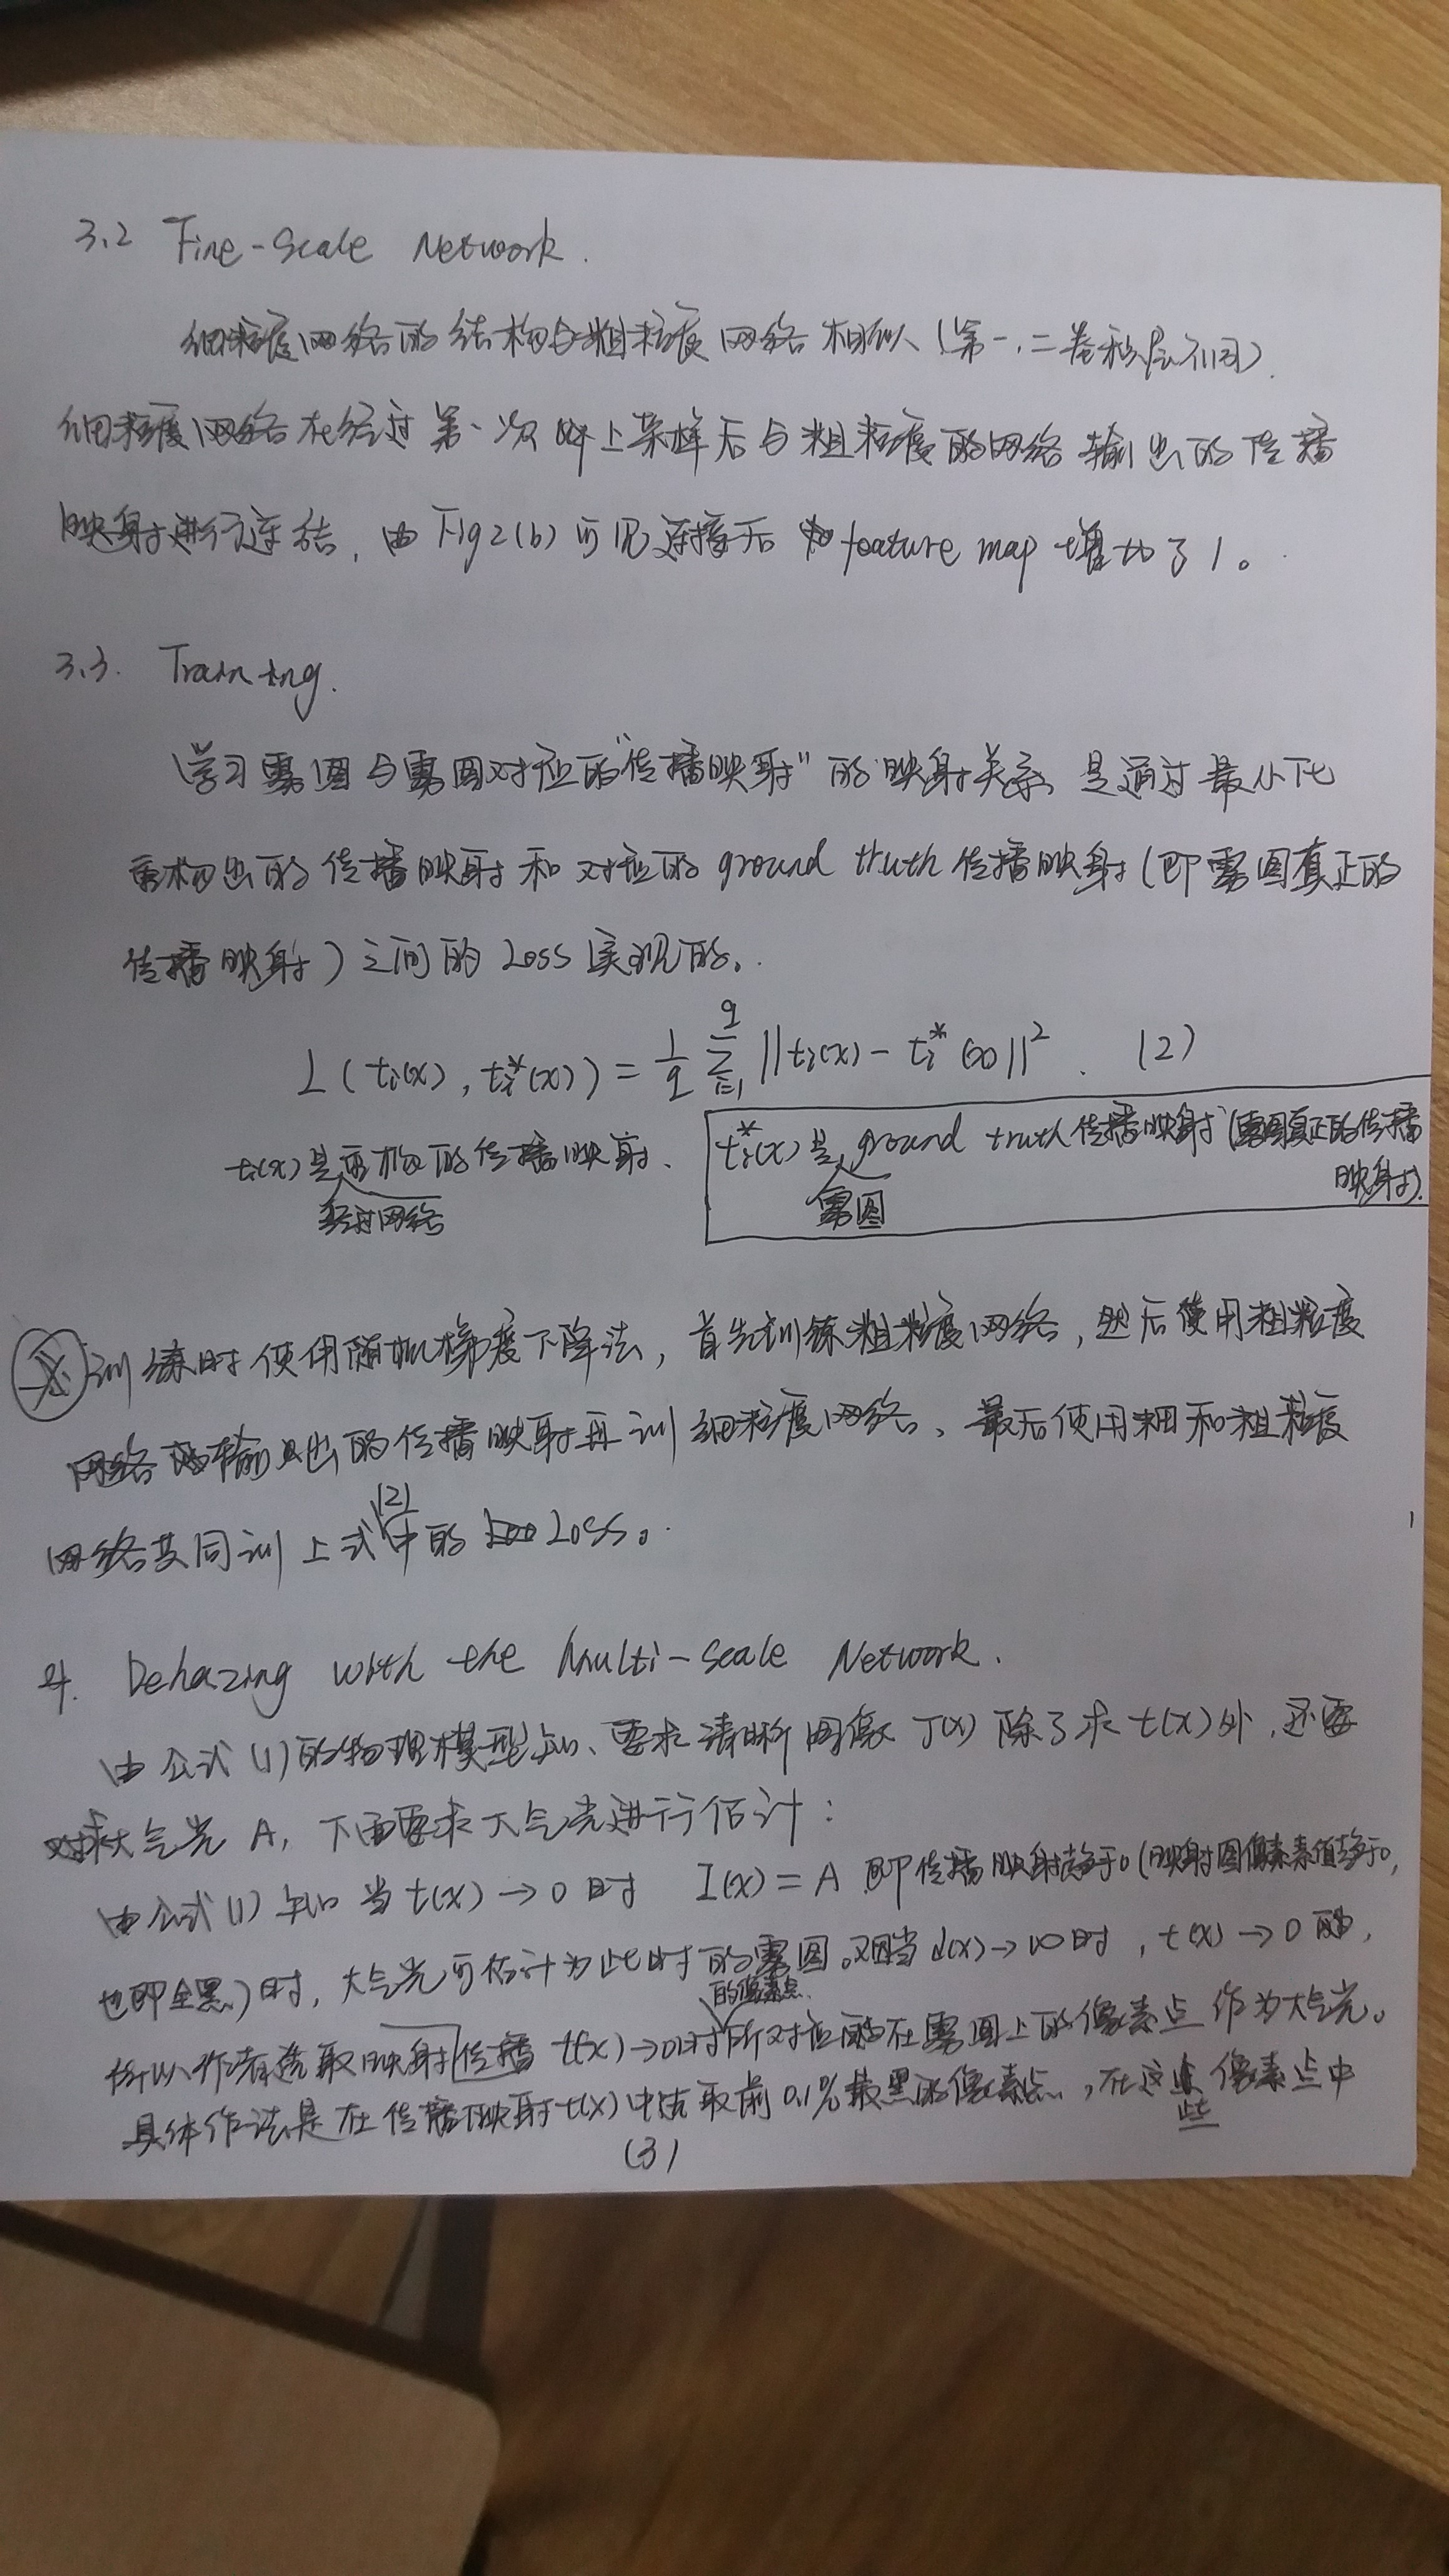 3.2 Fine-Scale Network.
细粒度网络的结构与粗粒度网络相似(第一,二卷积层不同).
细粒度网络在经过第一次上采样后与粗粒度的网络输出的传播
映射进行连结,由Fig2(b)可见连接后feature map增加了1。
3.3. Training.
学习雾图与雾图对应的"传播映射"的映射关系是通过最小化
重构出的传播映射和对应的ground truth传播映射(即雾图真正的
传播映射)之间的Loss实现的。
L(ti(x), ti*(x)) = 1/q ∑ q i=1 ||ti(x) - ti*(x)||². (2)
ti(x)是重构的传播映射、
经过网络
ti*(x)是ground truth传播映射(雾图真正的传播
映射).
雾图
训练时使用随机梯度下降法,首先训练粗粒度网络,然后使用粗粒度
网络输出的传播映射再训细粒度网络、最后使用细和粗粒度
网络共同训上式(2)中的Loss。
4. Dehazing with the Multi-scale Network.
由公式(1)的物理模型知、要求清晰图像J(x)除了求t(x)外,还要
求大气光A,下面要求大气光进行估计:
由公式(1)知当t(x)→0时 I(x)=A 即传播映射趋于0(映射图像素值趋于0,
也即全黑)时,大气光可估计为此时的雾图。又因当d(x)→∞时,t(x)→0,
的像素点
所以作者选取映射传播t(x)→0时所对应在雾图上的像素点作为大气光。
具体作法是在传播映射t(x)中选取前0.1%最黑的像素点,在这些像素点中
(3)